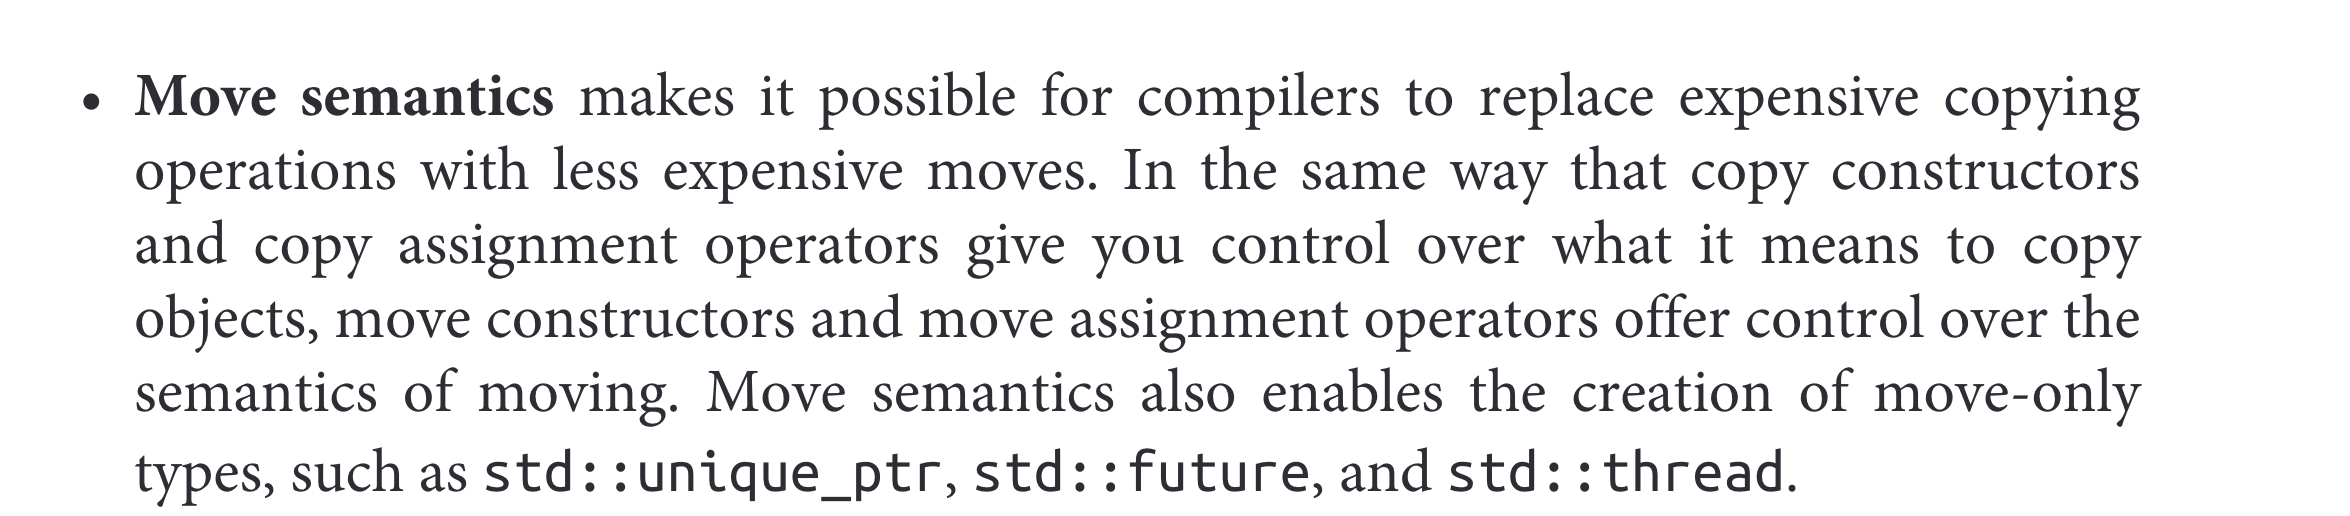 • Move semantics makes it possible for compilers to replace expensive copying
operations with less expensive moves. In the same way that copy constructors
and copy assignment operators give you control over what it means to copy
objects, move constructors and move assignment operators offer control over the
semantics of moving. Move semantics also enables the creation of move-only
types, such as std::unique_ptr, std::future, and std::thread.